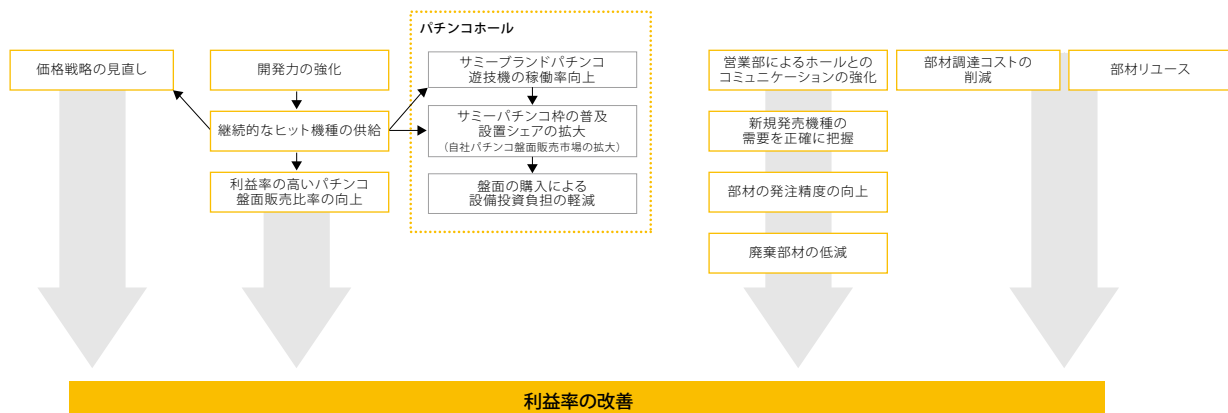 価格戦略の見直し
開発力の強化
継続的なヒット機種の供給
利益率の高いパチンコ
盤面販売比率の向上
パチンコホール
サミーブランドパチンコ
遊技機の稼働率向上
サミーパチンコ枠の普及
設置シェアの拡大
（自社パチンコ盤面販売市場の拡大）
盤面の購入による
設備投資負担の軽減
営業部によるホールとの
コミュニケーションの強化
新規発売機種の
需要を正確に把握
部材の発注精度の向上
廃棄部材の低減
部材調達コストの
削減
部材リユース
利益率の改善